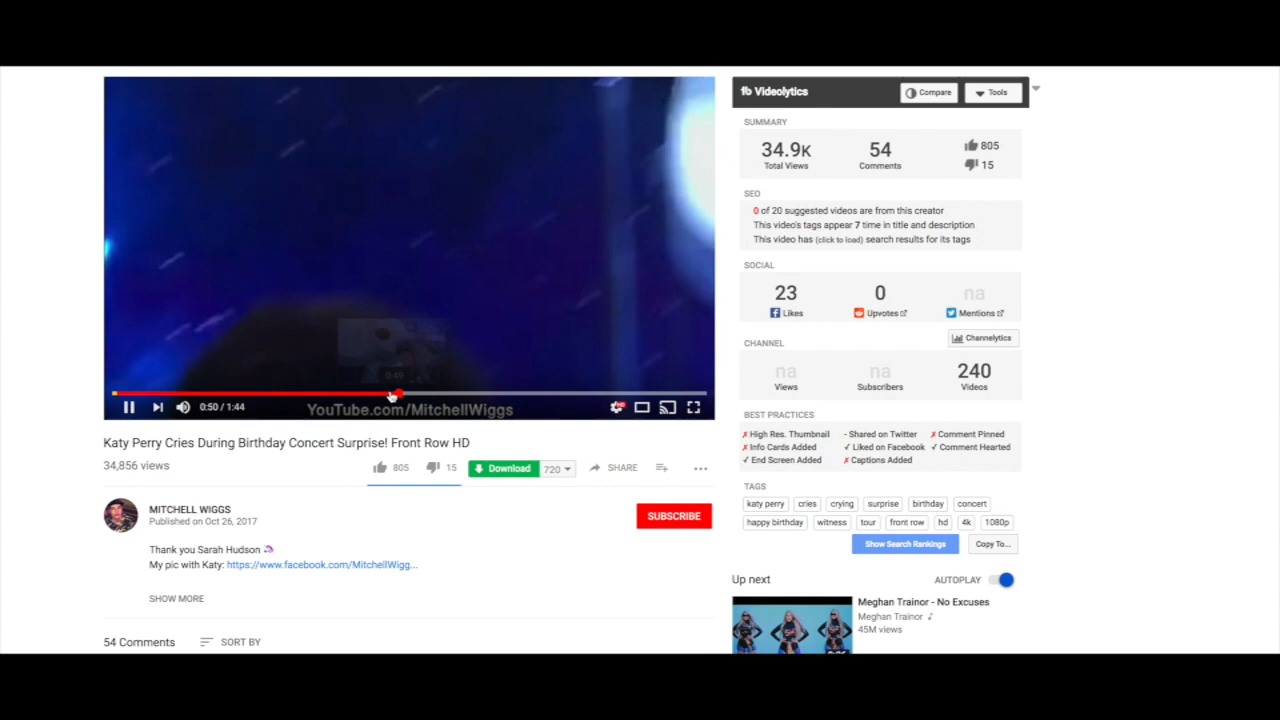 0:49
0:50 / 1:44
YouTube.com/MitchellWiggs
HD
Katy Perry Cries During Birthday Concert Surprise! Front Row HD
34,856 views
805
15
Download
720
SHARE
MITCHELL WIGGS
Published on Oct 26, 2017
SUBSCRIBE
Thank you Sarah Hudson
My pic with Katy: https://www.facebook.com/MitchellWigg...
SHOW MORE
54 Comments
SORT BY
tb Videolytics
Compare
Tools
SUMMARY
34.9K
Total Views
54
Comments
805
15
SEO
0 of 20 suggested videos are from this creator
This video's tags appear 7 time in title and description
This video has (click to load) search results for its tags
SOCIAL
23
Likes
0
Upvotes
na
Mentions
CHANNEL
Channelytics
na
Views
na
Subscribers
240
Videos
BEST PRACTICES
✗ High Res. Thumbnail - Shared on Twitter ✗ Comment Pinned
✗ Info Cards Added ✓ Liked on Facebook ✓ Comment Hearted
✓ End Screen Added ✗ Captions Added
TAGS
katy perry cries crying surprise birthday concert
happy birthday witness tour front row hd 4k 1080p
Show Search Rankings
Copy To...
Up next
AUTOPLAY
Meghan Trainor - No Excuses
Meghan Trainor
45M views